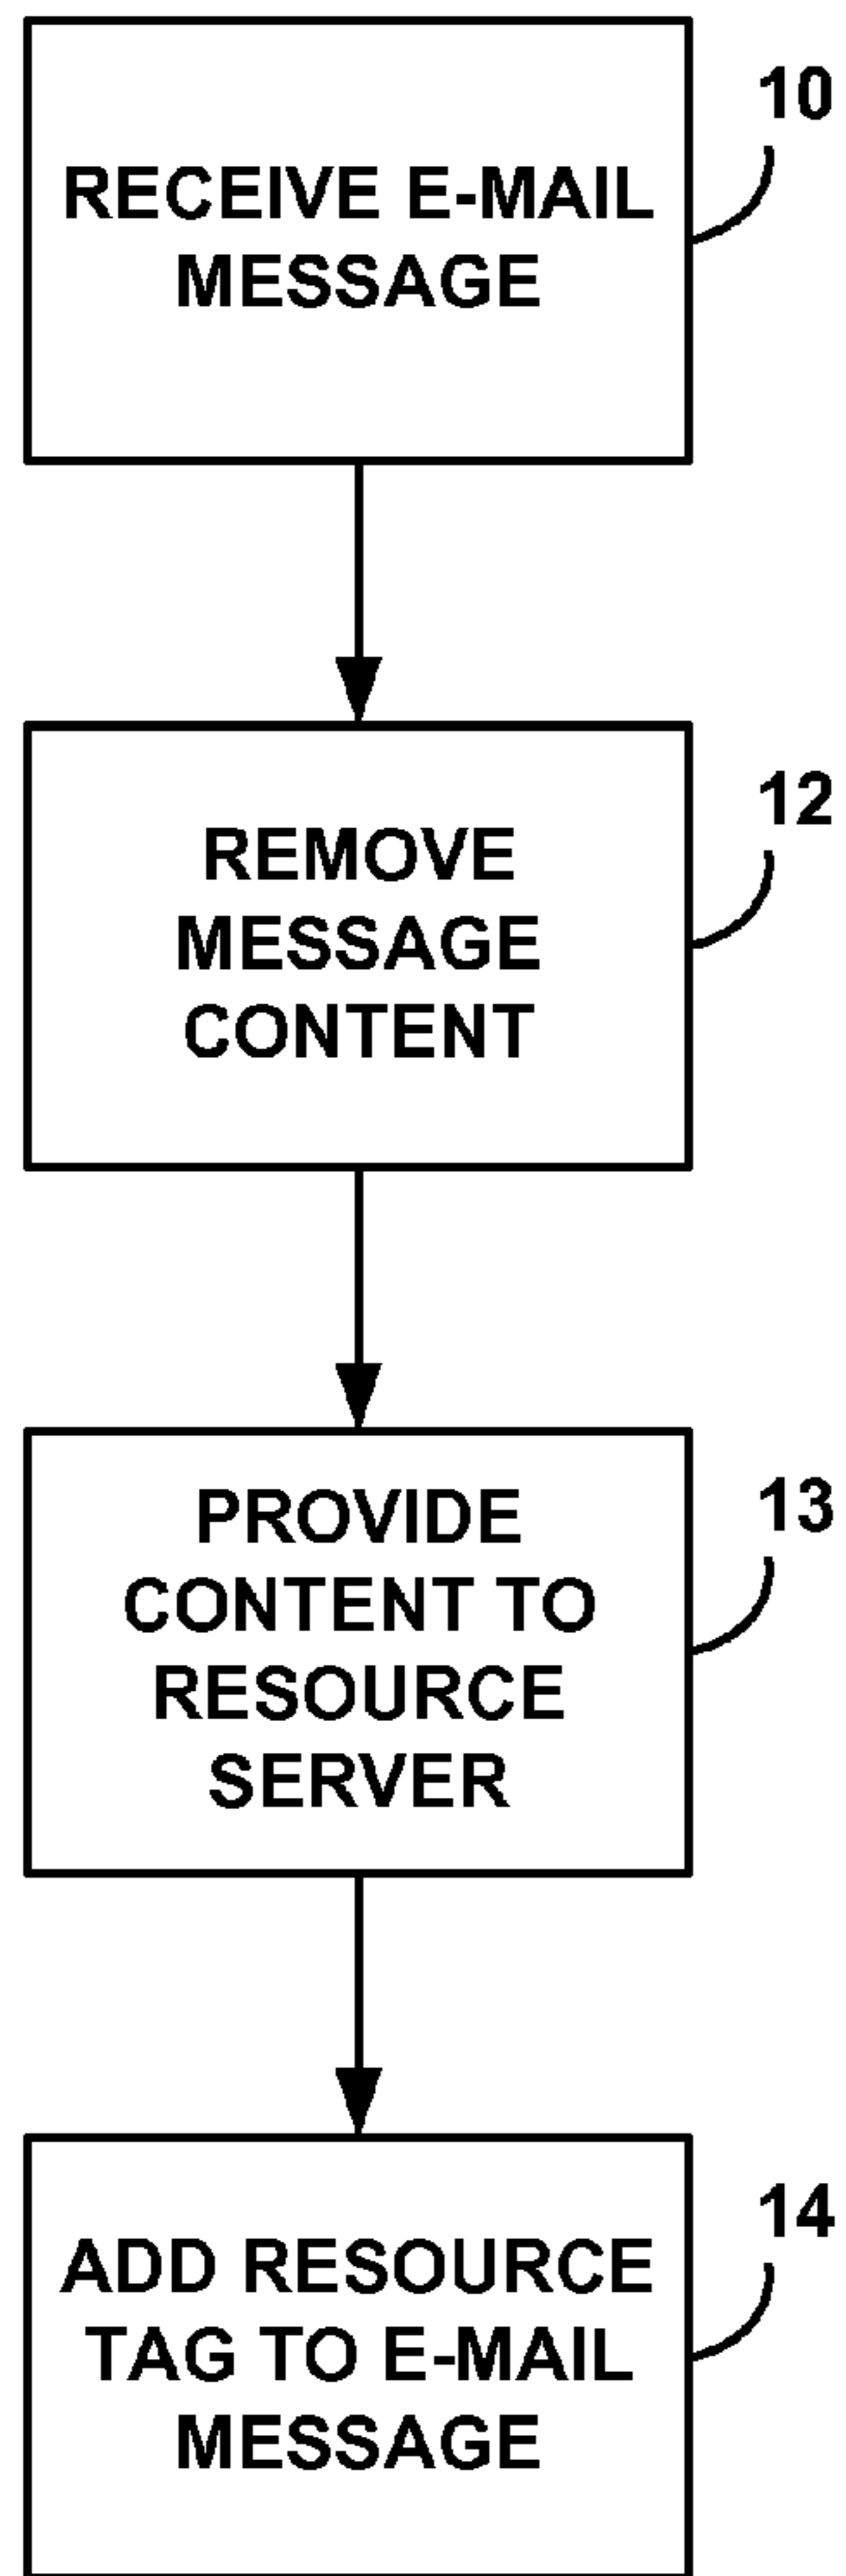 10
RECEIVE E-MAIL
MESSAGE
12
REMOVE
MESSAGE
CONTENT
13
PROVIDE
CONTENT TO
RESOURCE
SERVER
14
ADD RESOURCE
TAG TO E-MAIL
MESSAGE